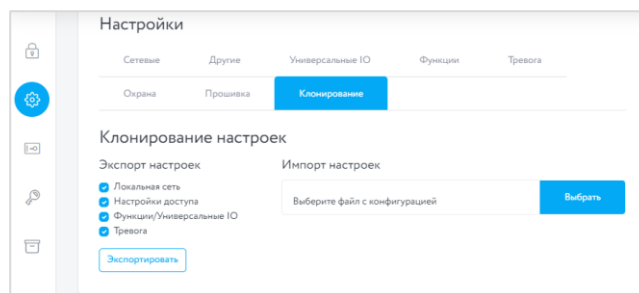 Настройки
Сетевые Другие Универсальные IO Функции Тревога
Охрана Прошивка Клонирование
Клонирование настроек
Экспорт настроек Импорт настроек
Локальная сеть
Настройки доступа
Выберите файл с конфигурацией Выбрать
Функции/Универсальные IO
Тревога
Экспортировать